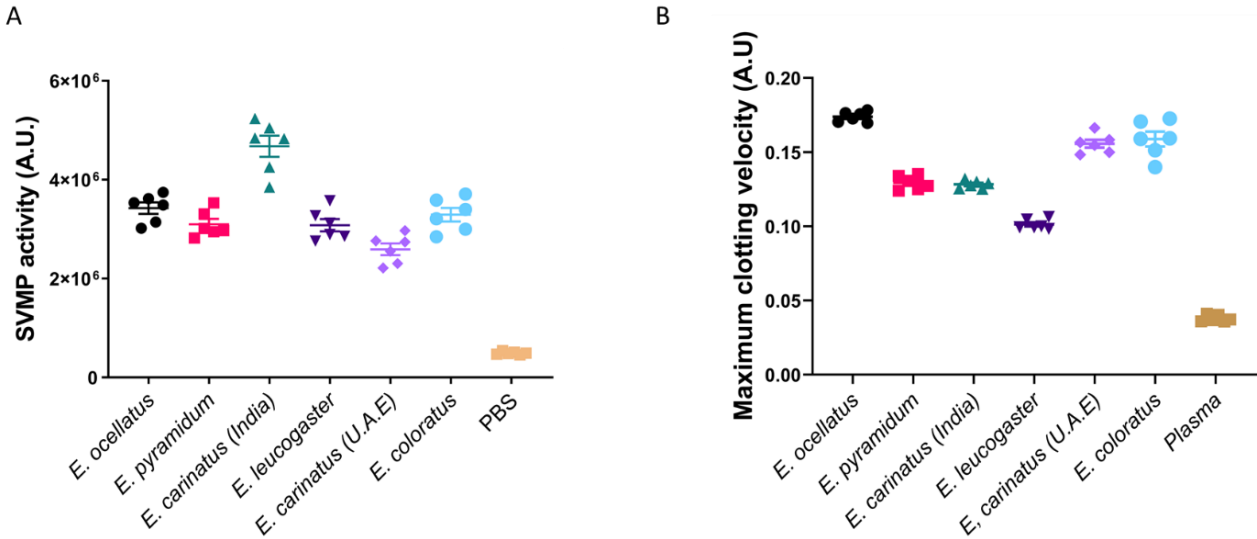 A
SVMP activity (A.U.)
6×10⁶
4×10⁶
2×10⁶
0
E. ocellatus
E. pyramidum
E. carinatus (India)
E. leucogaster
E. carinatus (U.A.E)
E. coloratus
PBS
B
Maximum clotting velocity (A.U)
0.20
0.15
0.10
0.05
0.00
E. ocellatus
E. pyramidum
E. carinatus (India)
E. leucogaster
E, carinatus (U.A.E)
E. coloratus
Plasma